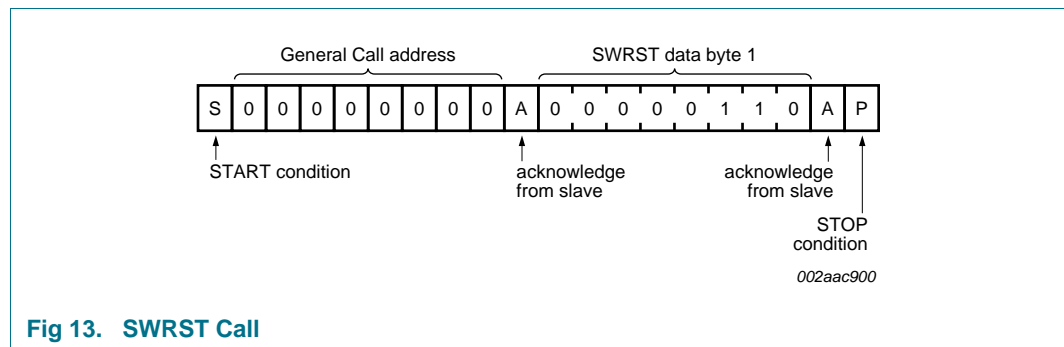 General Call address SWRST data byte 1
S 0 0 0 0 0 0 0 0 A 0 0 0 0 0 1 1 0 A P
START condition acknowledge acknowledge
from slave from slave
STOP
condition
002aac900
Fig 13. SWRST Call